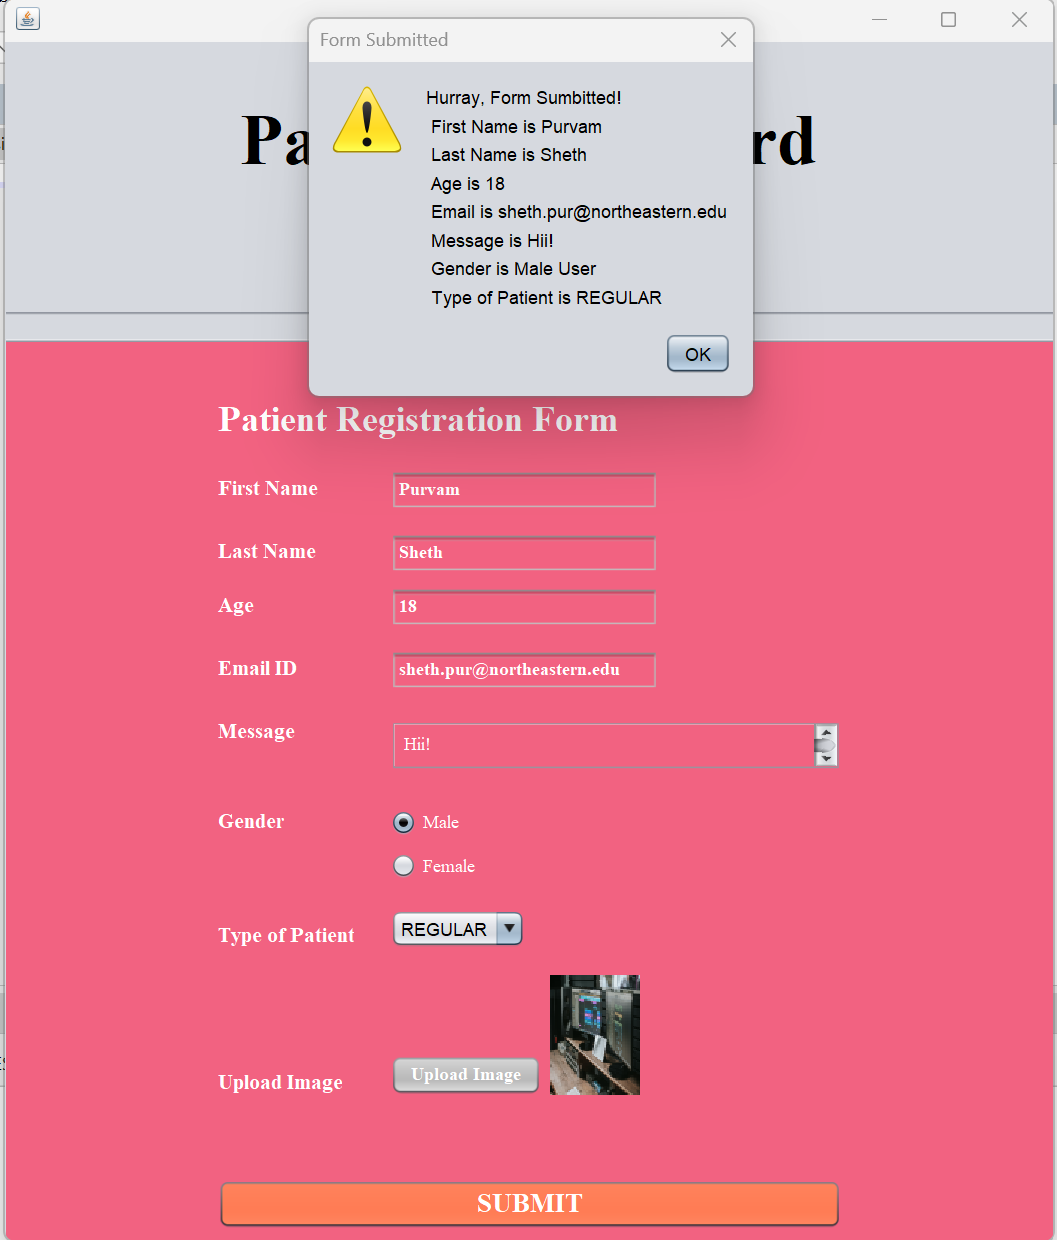 Form Submitted
Hurray, Form Sumbitted!
First Name is Purvam
Last Name is Sheth
Age is 18
Email is sheth.pur@northeastern.edu
Message is Hii!
Gender is Male User
Type of Patient is REGULAR
OK
Patient Registration Form
First Name Purvam
Last Name Sheth
Age 18
Email ID sheth.pur@northeastern.edu
Message Hii!
Gender Male
Female
Type of Patient REGULAR
Upload Image Upload Image
SUBMIT